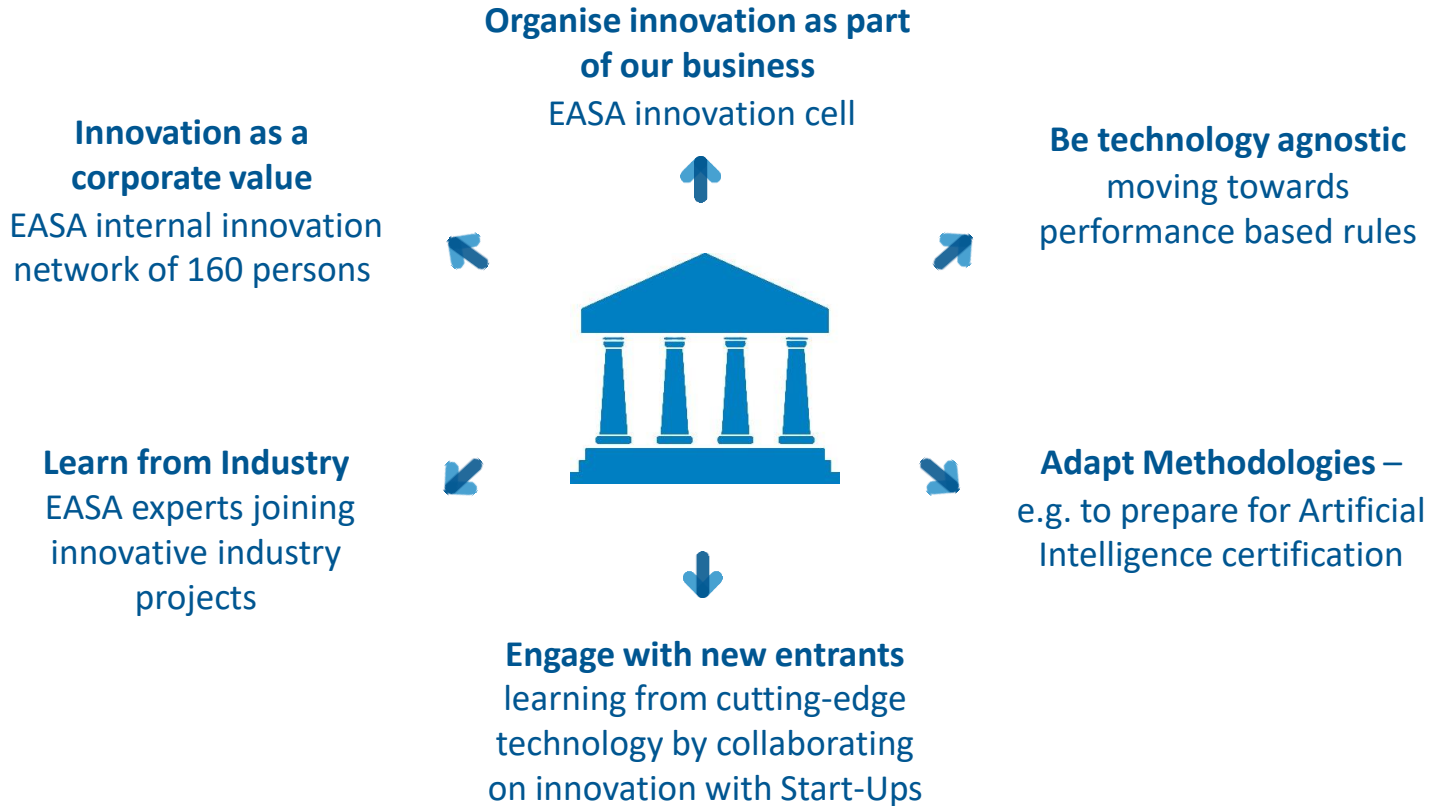 Organise innovation as part
of our business
EASA innovation cell
Innovation as a
corporate value
EASA internal innovation
network of 160 persons
Be technology agnostic
moving towards
performance based rules
Learn from Industry
EASA experts joining
innovative industry
projects
Adapt Methodologies –
e.g. to prepare for Artificial
Intelligence certification
Engage with new entrants
learning from cutting-edge
technology by collaborating
on innovation with Start-Ups